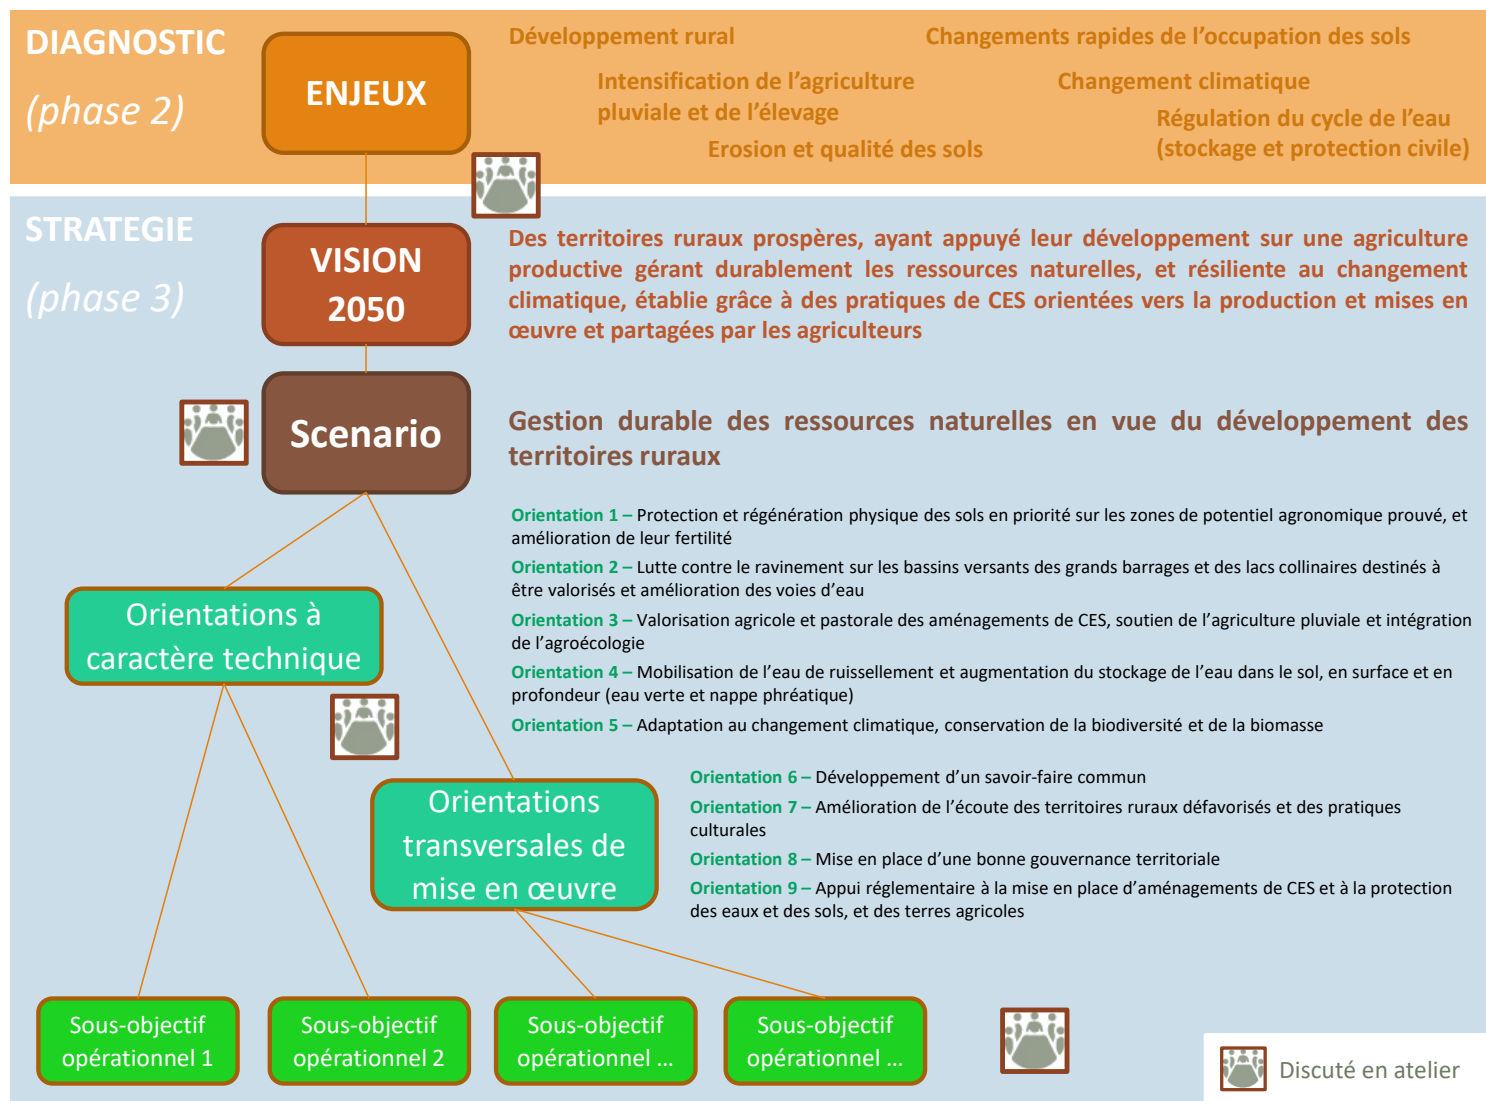 DIAGNOSTIC
(phase 2)
ENJEUX
Développement rural
Changements rapides de l’occupation des sols
Intensification de l’agriculture
pluviale et de l’élevage
Changement climatique
Erosion et qualité des sols
Régulation du cycle de l’eau
(stockage et protection civile)
STRATEGIE
(phase 3)
VISION
2050
Des territoires ruraux prospères, ayant appuyé leur développement sur une agriculture
productive gérant durablement les ressources naturelles, et résiliente au changement
climatique, établie grâce à des pratiques de CES orientées vers la production et mises en
œuvre et partagées par les agriculteurs
Scenario
Gestion durable des ressources naturelles en vue du développement des
territoires ruraux
Orientations à
caractère technique
Orientation 1 – Protection et régénération physique des sols en priorité sur les zones de potentiel agronomique prouvé, et
amélioration de leur fertilité
Orientation 2 – Lutte contre le ravinement sur les bassins versants des grands barrages et des lacs collinaires destinés à
être valorisés et amélioration des voies d’eau
Orientation 3 – Valorisation agricole et pastorale des aménagements de CES, soutien de l’agriculture pluviale et intégration
de l’agroécologie
Orientation 4 – Mobilisation de l’eau de ruissellement et augmentation du stockage de l’eau dans le sol, en surface et en
profondeur (eau verte et nappe phréatique)
Orientation 5 – Adaptation au changement climatique, conservation de la biodiversité et de la biomasse
Orientations
transversales de
mise en œuvre
Orientation 6 – Développement d’un savoir-faire commun
Orientation 7 – Amélioration de l’écoute des territoires ruraux défavorisés et des pratiques
culturales
Orientation 8 – Mise en place d’une bonne gouvernance territoriale
Orientation 9 – Appui réglementaire à la mise en place d’aménagements de CES et à la protection
des eaux et des sols, et des terres agricoles
Sous-objectif
opérationnel 1
Sous-objectif
opérationnel 2
Sous-objectif
opérationnel ...
Sous-objectif
opérationnel ...
Discuté en atelier